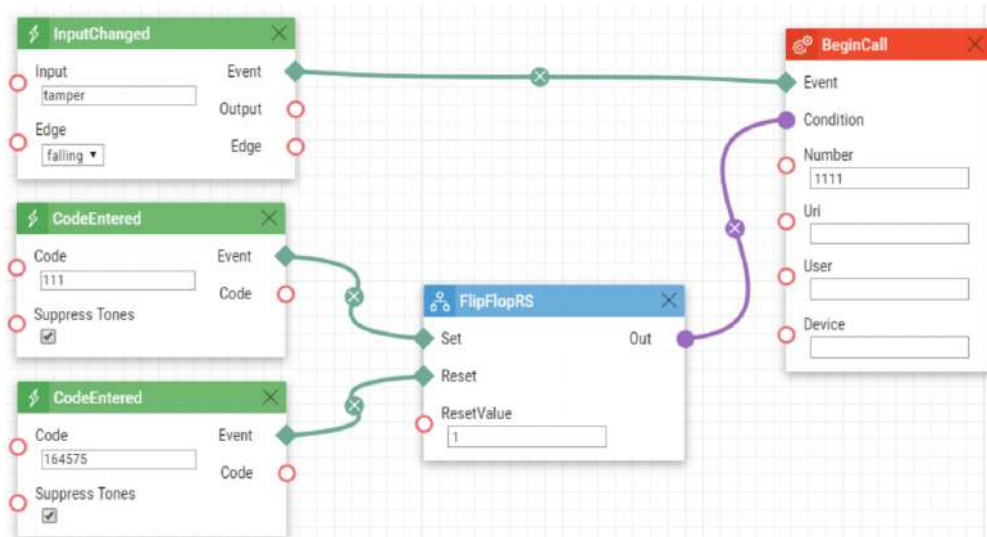 InputChanged
Input
Event
tamper
Output
Edge
Edge
falling
CodeEntered
Code
Event
111
Code
Suppress Tones
CodeEntered
Code
Event
164575
Code
Suppress Tones
FlipFlopRS
Set
Out
Reset
ResetValue
1
BeginCall
Event
Condition
Number
1111
Uri
User
Device